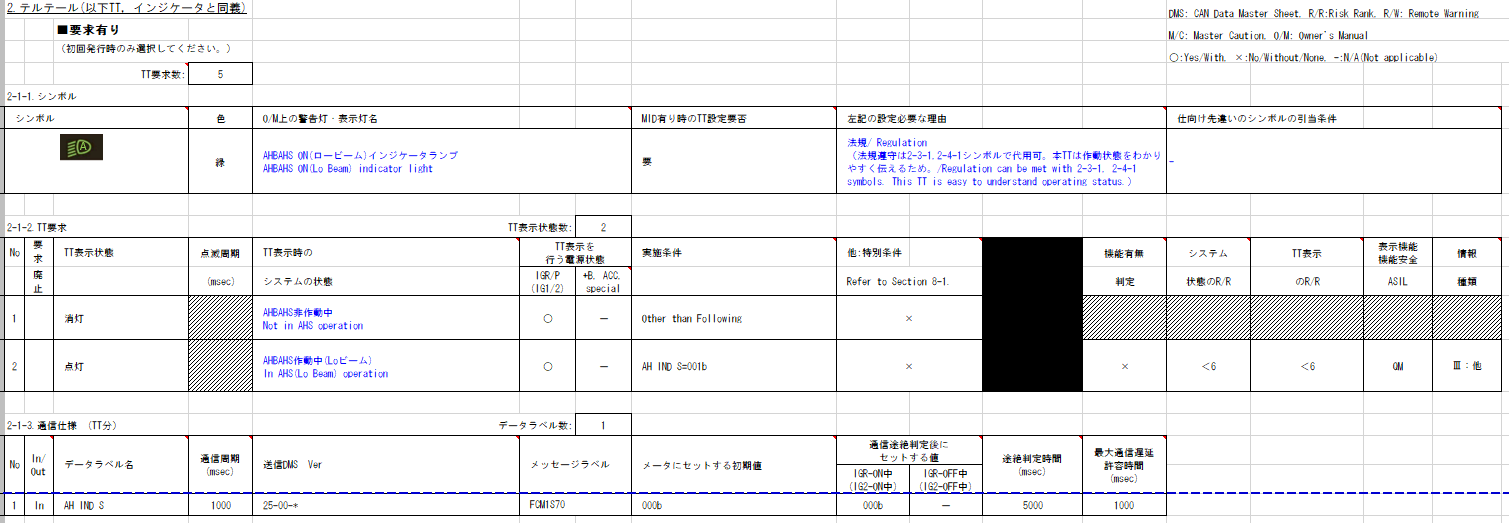 2. テルテール(以下TT, インジケータと同義)
DMS: CAN Data Master Sheet, R/R:Risk Rank, R/W: Remote Warning
■要求有り
M/C: Master Caution, O/M: Owner's Manual
（初回発行時のみ選択してください。）
○:Yes/With, ×:No/Without/None, -:N/A(Not applicable)
TT要求数: 5
2-1-1.シンボル
シンボル 色 O/M上の警告灯・表示灯名 MID有り時のTT設定要否 左記の設定必要な理由 仕向け先違いのシンボルの引当条件
A
緑
AHBAHS ON(ロービーム)インジケータランプ
AHBAHS ON(Lo Beam) indicator light
要
法規/ Regulation
（法規遵守は2-3-1,2-4-1シンボルで代用可。本TTは作動状態をわかり
やすく伝えるため。/Regulation can be met with 2-3-1, 2-4-1
symbols. This TT is easy to understand operating status.）
-
2-1-2.TT要求 TT表示状態数: 2
No 要求 廃止 TT表示状態 点滅周期 (msec) TT表示時の システムの状態 TT表示を 行う電源状態 IGR/P (IG1/2) +B, ACC, special 実施条件 他:特別条件 Refer to Section 8-1. 機能有無 判定 システム 状態のR/R TT表示 のR/R 表示機能 機能安全 ASIL 情報 種類
1 消灯 AHBAHS非作動中
Not in AHS operation
○ － Other than Following ×
2 点灯 AHBAHS作動中(Loビーム)
In AHS(Lo Beam) operation
○ － AH IND S=001b × × ＜6 ＜6 QM Ⅲ：他
2-1-3.通信仕様 （TT分） データラベル数: 1
No In/Out データラベル名 通信周期 (msec) 送信DMS Ver メッセージラベル メータにセットする初期値 通信途絶判定後に セットする値 IGR-ON中 (IG2-ON中) IGR-OFF中 (IG2-OFF中) 途絶判定時間 (msec) 最大通信遅延 許容時間 (msec)
1 In AH IND S 1000 25-00-* FCM1S70 000b 000b － 5000 1000